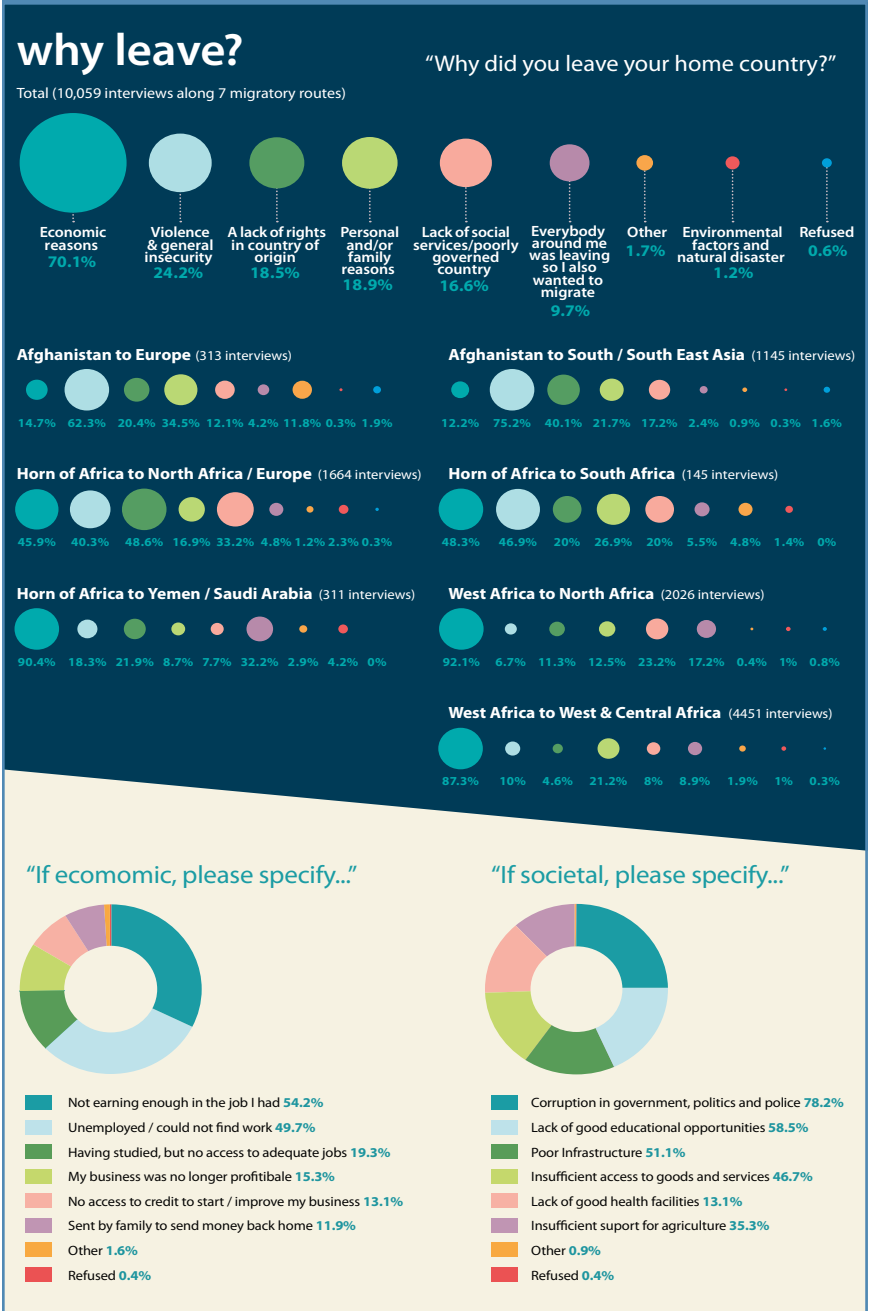 why leave?
“Why did you leave your home country?”
Total (10,059 interviews along 7 migratory routes)
Economic
reasons
70.1%
Violence
& general
insecurity
24.2%
A lack of rights
in country of
origin
18.5%
Personal
and/or
family
reasons
18.9%
Lack of social
services/poorly
governed
country
16.6%
Everybody
around me
was leaving
so I also
wanted to
migrate
9.7%
Other
1.7%
Environmental
factors and
natural disaster
1.2%
Refused
0.6%
Afghanistan to Europe (313 interviews)
14.7% 62.3% 20.4% 34.5% 12.1% 4.2% 11.8% 0.3% 1.9%
Afghanistan to South / South East Asia (1145 interviews)
12.2% 75.2% 40.1% 21.7% 17.2% 2.4% 0.9% 0.3% 1.6%
Horn of Africa to North Africa / Europe (1664 interviews)
45.9% 40.3% 48.6% 16.9% 33.2% 4.8% 1.2% 2.3% 0.3%
Horn of Africa to South Africa (145 interviews)
48.3% 46.9% 20% 26.9% 20% 5.5% 4.8% 1.4% 0%
Horn of Africa to Yemen / Saudi Arabia (311 interviews)
90.4% 18.3% 21.9% 8.7% 7.7% 32.2% 2.9% 4.2% 0%
West Africa to North Africa (2026 interviews)
92.1% 6.7% 11.3% 12.5% 23.2% 17.2% 0.4% 1% 0.8%
West Africa to West & Central Africa (4451 interviews)
87.3% 10% 4.6% 21.2% 8% 8.9% 1.9% 1% 0.3%
“If ecomomic, please specify...”
Not earning enough in the job I had 54.2%
Unemployed / could not find work 49.7%
Having studied, but no access to adequate jobs 19.3%
My business was no longer profitibale 15.3%
No access to credit to start / improve my business 13.1%
Sent by family to send money back home 11.9%
Other 1.6%
Refused 0.4%
“If societal, please specify...”
Corruption in government, politics and police 78.2%
Lack of good educational opportunities 58.5%
Poor Infrastructure 51.1%
Insufficient access to goods and services 46.7%
Lack of good health facilities 13.1%
Insufficient suport for agriculture 35.3%
Other 0.9%
Refused 0.4%